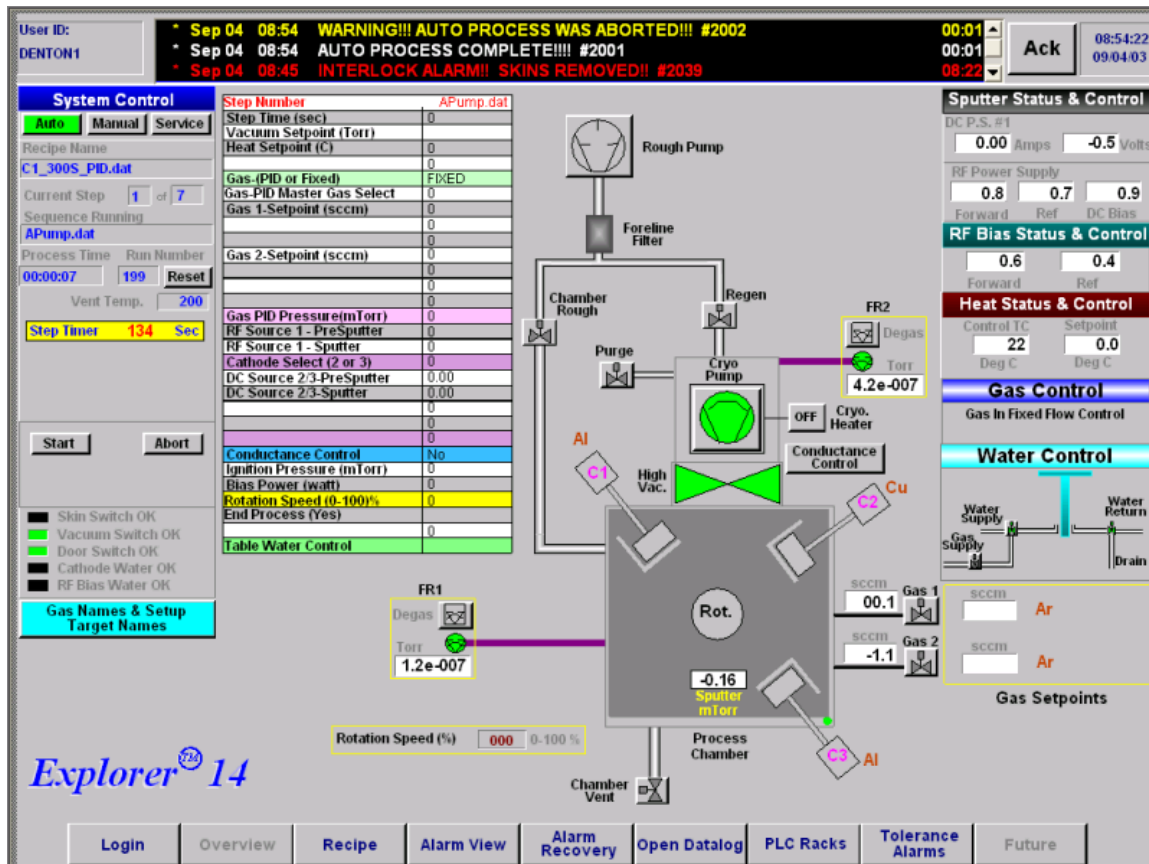 User ID:
DENTON1
* Sep 04 08:54 WARNING!!! AUTO PROCESS WAS ABORTED!!! #2002 00:01
* Sep 04 08:54 AUTO PROCESS COMPLETE!!!! #2001 00:01
* Sep 04 08:45 INTERLOCK ALARM!! SKINS REMOVED!! #2039 08:22
Ack
08:54:22
09/04/03
System Control
Auto Manual Service
Recipe Name
C1_300S_PID.dat
Current Step 1 of 7
Sequence Running
APump.dat
Process Time Run Number
00:00:07 199 Reset
Vent Temp. 200
Step Timer 134 Sec
Start Abort
Skin Switch OK
Vacuum Switch OK
Door Switch OK
Cathode Water OK
RF Bias Water OK
Gas Names & Setup
Target Names
Step Number APump.dat
Step Time (sec) 0
Vacuum Setpoint (Torr)
Heat Setpoint (C) 0
0
Gas-(PID or Fixed) FIXED
Gas-PID Master Gas Select 0
Gas 1-Setpoint (sccm) 0
0
0
Gas 2-Setpoint (sccm) 0
0
0
0
Gas PID Pressure(mTorr) 0
RF Source 1 - PreSputter 0
RF Source 1 - Sputter 0
Cathode Select (2 or 3) 0
DC Source 2/3-PreSputter 0.00
DC Source 2/3-Sputter 0.00
0
0
0
Conductance Control No
Ignition Pressure (mTorr) 0
Bias Power (watt) 0
Rotation Speed (0-100)% 0
End Process (Yes)
0
Table Water Control
Rough Pump
Foreline
Filter
Chamber
Rough
Regen
Purge
Cryo
Pump
FR2
Degas
Torr
4.2e-007
OFF
Cryo.
Heater
Conductance
Control
High
Vac.
Al
C1
Cu
C2
Rot.
FR1
Degas
Torr
1.2e-007
-0.16
Sputter
mTorr
sccm
00.1
Gas 1
sccm
-1.1
Gas 2
Process
Chamber
C3
Al
Chamber
Vent
Rotation Speed (%) 000 0-100 %
Sputter Status & Control
DC P.S. #1
0.00 Amps -0.5 Volts
RF Power Supply
0.8 0.7 0.9
Forward Ref DC Bias
RF Bias Status & Control
0.6 0.4
Forward Ref
Heat Status & Control
Control TC Setpoint
22 0.0
Deg C Deg C
Gas Control
Gas In Fixed Flow Control
Water Control
Water
Supply
Water
Return
Gas
Supply
Drain
sccm
Ar
sccm
Ar
Gas Setpoints
Explorer TM 14
Login
Overview
Recipe
Alarm View
Alarm
Recovery
Open Datalog
PLC Racks
Tolerance
Alarms
Future